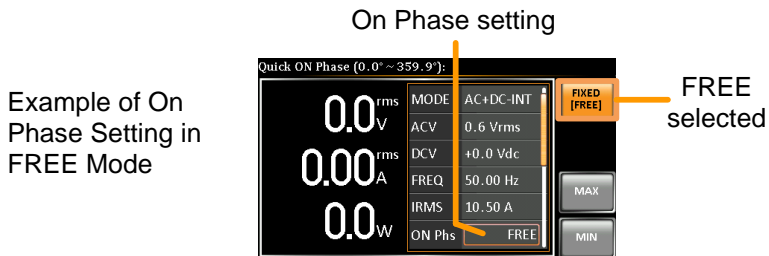 On Phase setting
Quick ON Phase (0.0° ~ 359.9°):
Example of On
Phase Setting in
FREE Mode
0.0 rms V
0.00 rms A
0.0 W
MODE AC+DC-INT
ACV 0.6 Vrms
DCV +0.0 Vdc
FREQ 50.00 Hz
IRMS 10.50 A
ON Phs FREE
FIXED
[FREE]
MAX
MIN
FREE
selected